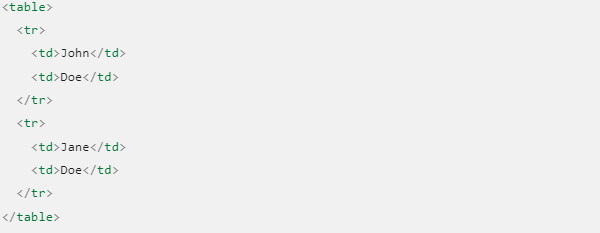 <table>
  <tr>
    <td>John</td>
    <td>Doe</td>
  </tr>
  <tr>
    <td>Jane</td>
    <td>Doe</td>
  </tr>
</table>